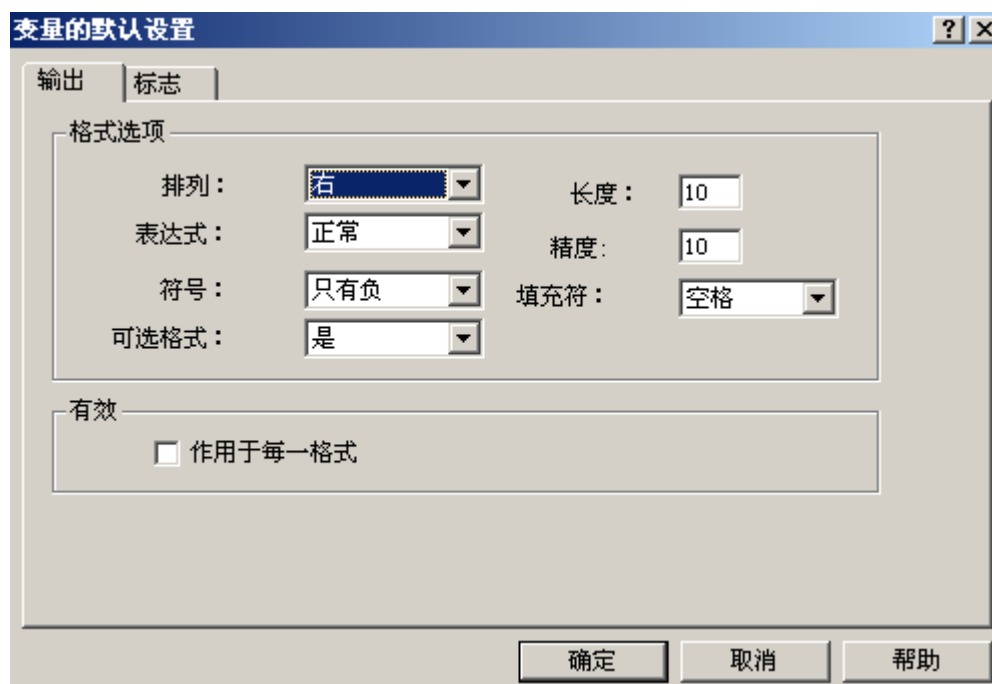 变量的默认设置
输出 标志
格式选项
排列： 右 长度： 10
表达式： 正常 精度: 10
符号： 只有负 填充符： 空格
可选格式： 是
有效
作用于每一格式
确定 取消 帮助